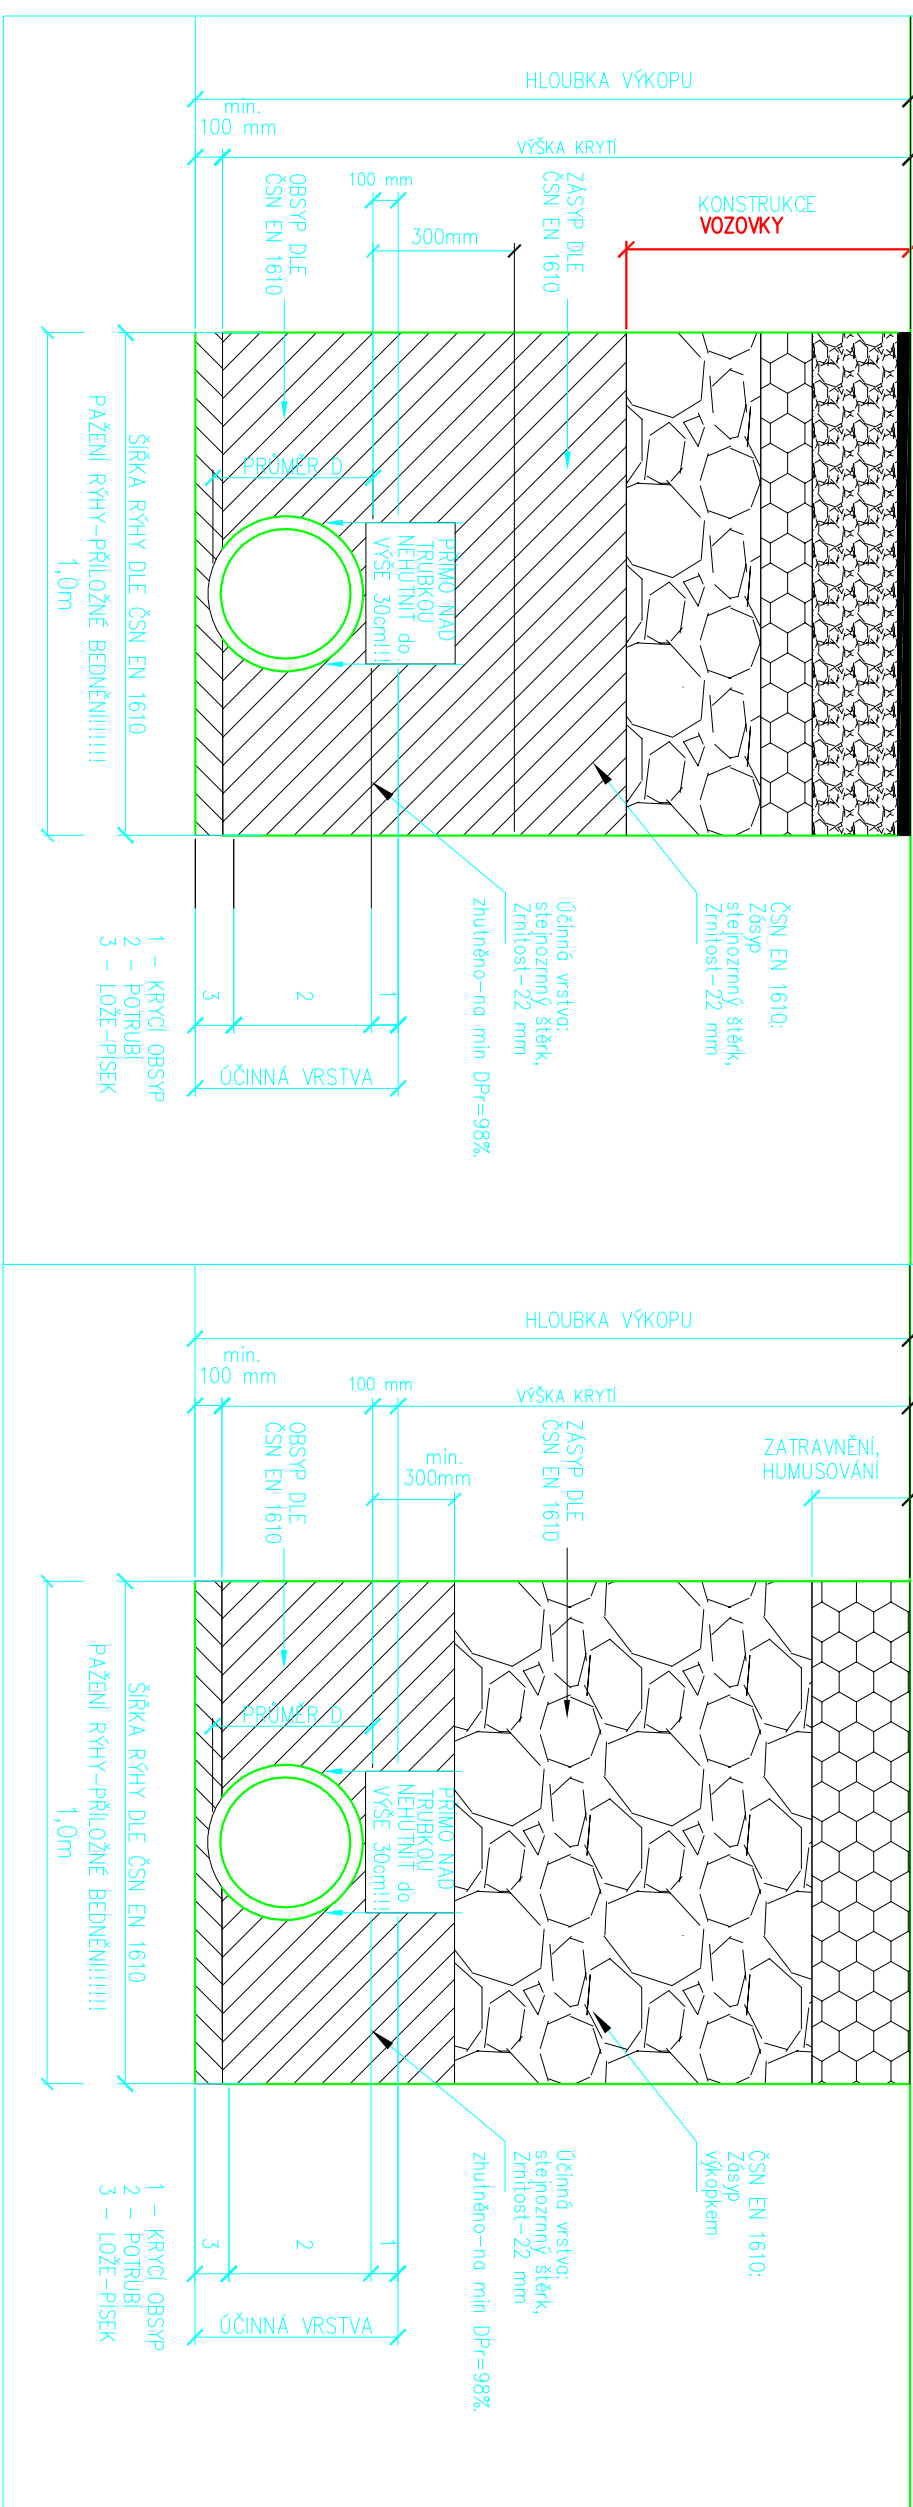 HLOUBKA VÝKOPU
min.
100 mm
VÝŠKA KRYTÍ
100 mm
300mm
KONSTRUKCE
VOZOVKY
OBSYP DLE
ČSN EN 1610
ZÁSYP DLE
ČSN EN 1610
PRŮMĚR D
PŘÍMO NAD
TRUBKOU
NEHUTNIT do
VÝŠE 30cm!!!
ŠÍŘKA RÝHY DLE ČSN EN 1610
PAŽENÍ RÝHY-PŘÍLOŽNÉ BEDNĚNÍ!!!!!!!
1,0m
ČSN EN 1610:
Zásyp
stejnozrnný štěrk,
Zrnitost-22 mm
Účinná vrstva:
stejnozrnný štěrk,
Zrnitost-22 mm
zhutněno-na min DPr=98%.
1
2
3
ÚČINNÁ VRSTVA
1 - KRYCÍ OBSYP
2 - POTRUBÍ
3 - LOŽE-PÍSEK
HLOUBKA VÝKOPU
min.
100 mm
VÝŠKA KRYTÍ
100 mm
min.
300mm
ZATRAVNĚNÍ,
HUMUSOVÁNÍ
OBSYP DLE
ČSN EN 1610
ZÁSYP DLE
ČSN EN 1610
PRŮMĚR D
PŘÍMO NAD
TRUBKOU
NEHUTNIT do
VÝŠE 30cm!!!
ŠÍŘKA RÝHY DLE ČSN EN 1610
PAŽENÍ RÝHY-PŘÍLOŽNÉ BEDNĚNÍ!!!!!!!
1,0m
ČSN EN 1610:
Zásyp
výkopkem
Účinná vrstva:
stejnozrnný štěrk,
Zrnitost-22 mm
zhutněno-na min DPr=98%.
1
2
3
ÚČINNÁ VRSTVA
1 - KRYCÍ OBSYP
2 - POTRUBÍ
3 - LOŽE-PÍSEK